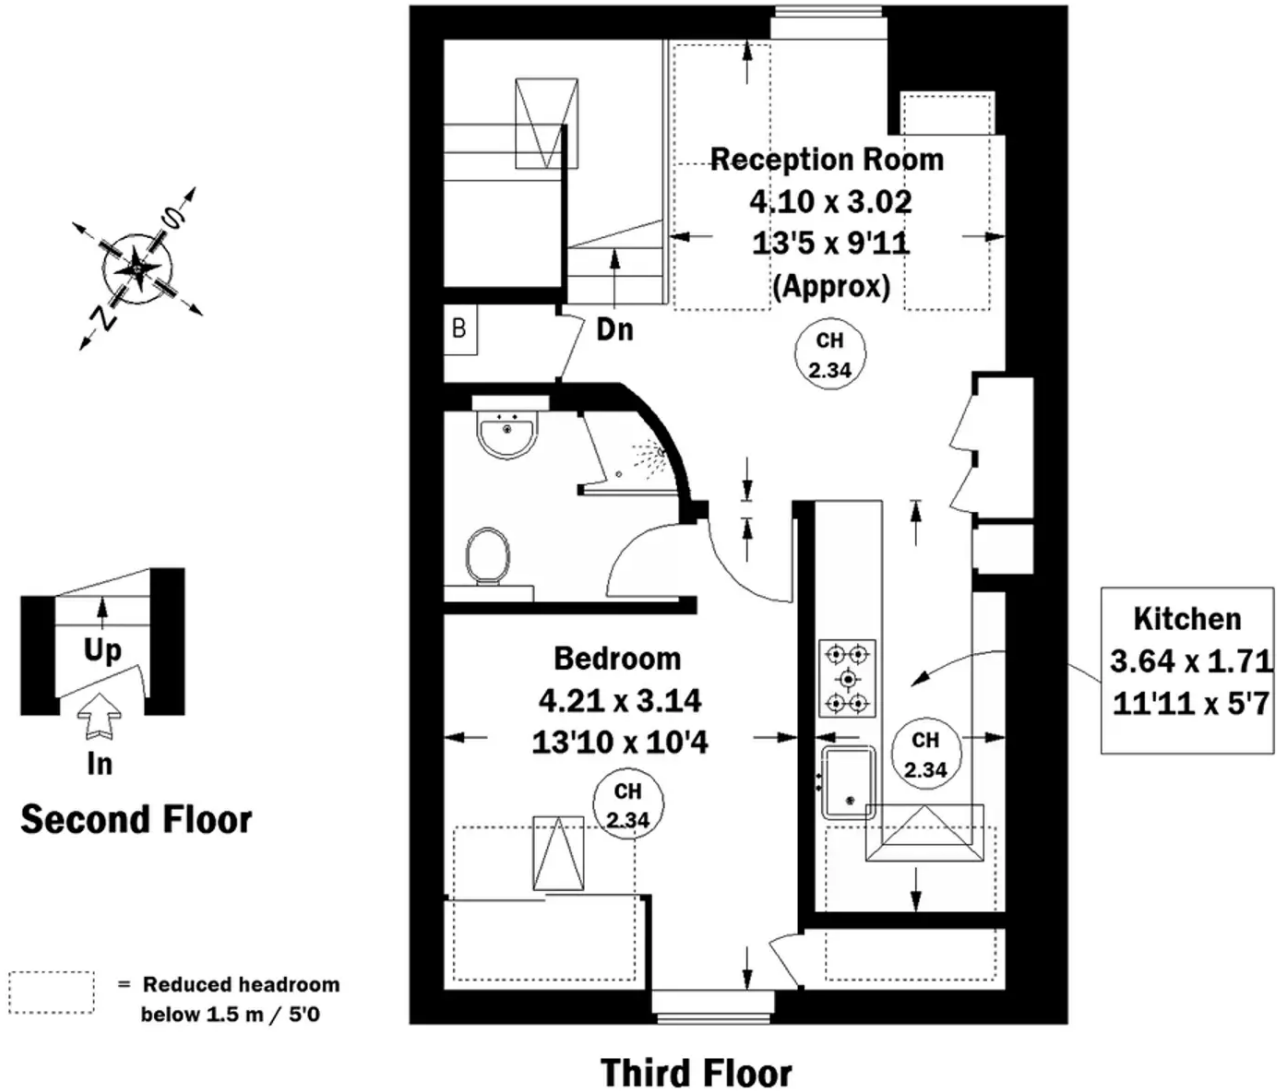 Reception Room
4.10 x 3.02
13'5 x 9'11
(Approx)
S
N
B
Dn
CH
2.34
Up
In
Second Floor
Bedroom
4.21 x 3.14
13'10 x 10'4
CH
2.34
CH
2.34
Kitchen
3.64 x 1.71
11'11 x 5'7
= Reduced headroom
below 1.5 m / 5'0
Third Floor